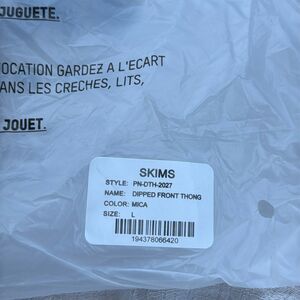 JUGUETE.
OCATION GARDEZ A L'ECART
ANS LES CRECHES, LITS,
JOUET.
SKIMS
STYLE: PN-DTH-2027
NAME: DIPPED FRONT THONG
COLOR: MICA
SIZE: L
194378066420